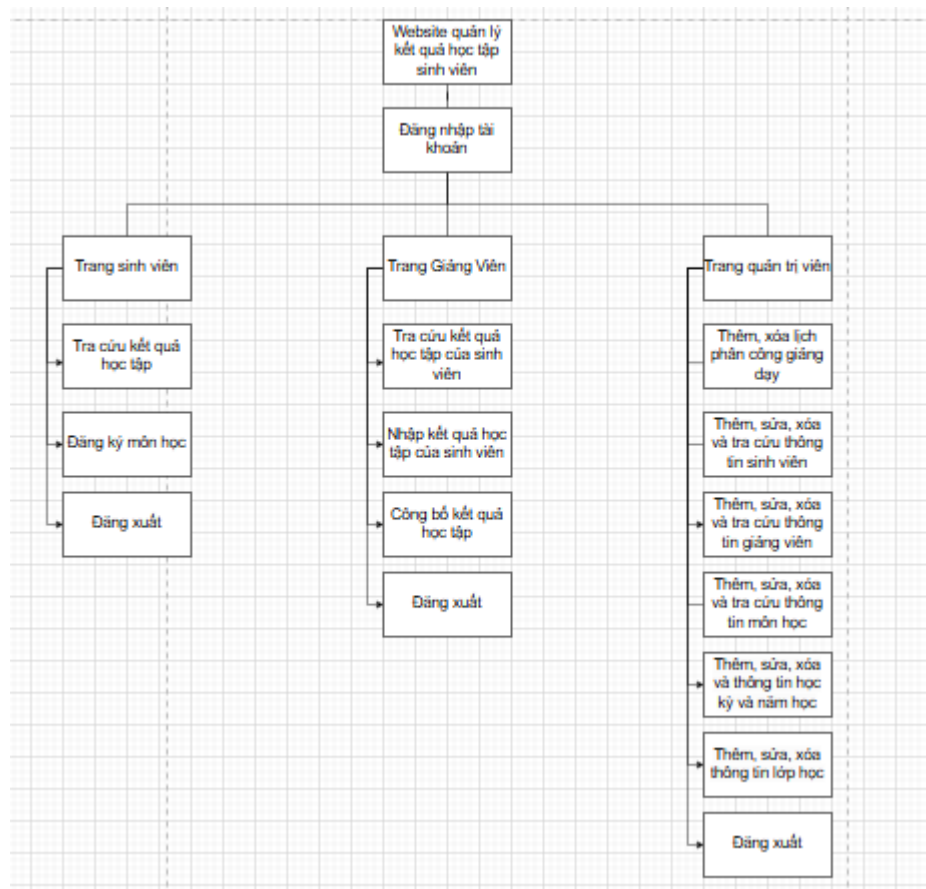 Website quản lý
kết quả học tập
sinh viên
Đăng nhập tài
khoản
Trang sinh viên
Tra cứu kết quả
học tập
Đăng ký môn học
Đăng xuất
Trang Giảng Viên
Tra cứu kết quả
học tập của sinh
viên
Nhập kết quả học
tập của sinh viên
Công bố kết quả
học tập
Đăng xuất
Trang quản trị viên
Thêm, xóa lịch
phân công giảng
dạy
Thêm, sửa, xóa
và tra cứu thông
tin sinh viên
Thêm, sửa, xóa
và tra cứu thông
tin giảng viên
Thêm, sửa, xóa
và tra cứu thông
tin môn học
Thêm, sửa, xóa
và thông tin học
kỳ và năm học
Thêm, sửa, xóa
thông tin lớp học
Đăng xuất